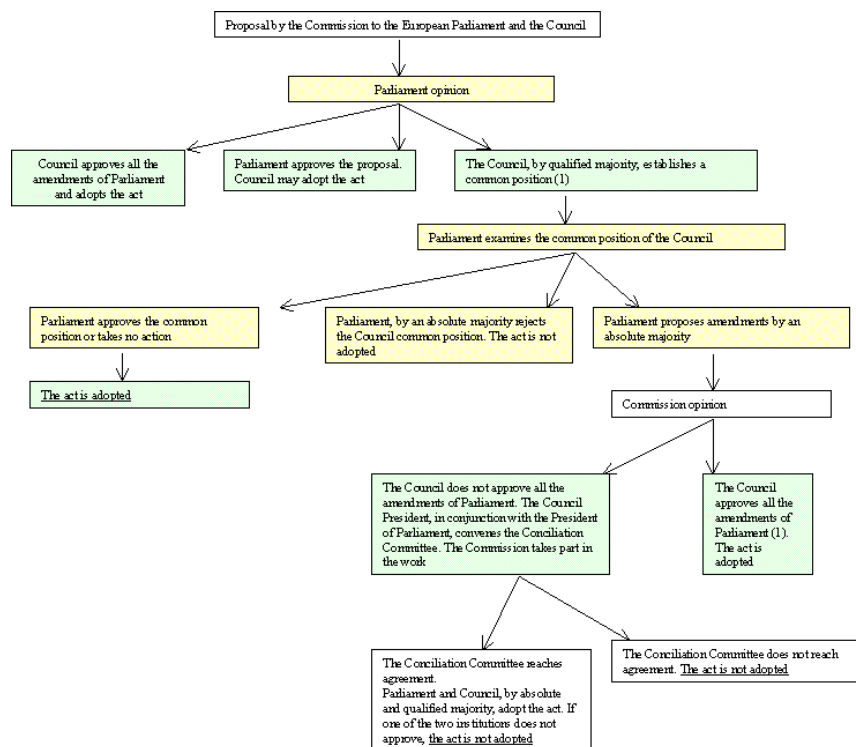 Proposal by the Commission to the European Parliament and the Council
Parliament opinion
Council approves all the
amendments of Parliament
and adopts the act
Parliament approves the proposal.
Council may adopt the act
The Council, by qualified majority, establishes a
common position (1)
Parliament examines the common position of the Council
Parliament approves the common
position or takes no action
Parliament, by an absolute majority rejects
the Council common position. The act is not
adopted
Parliament proposes amendments by an
absolute majority
The act is adopted
Commission opinion
The Council does not approve all the
amendments of Parliament. The Council
President, in conjunction with the President
of Parliament, convenes the Conciliation
Committee. The Commission takes part in
the work
The Council
approves all the
amendments of
Parliament (1).
The act is
adopted
The Conciliation Committee reaches
agreement.
Parliament and Council, by absolute
and qualified majority, adopt the act. If
one of the two institutions does not
approve, the act is not adopted
The Conciliation Committee does not reach
agreement. The act is not adopted